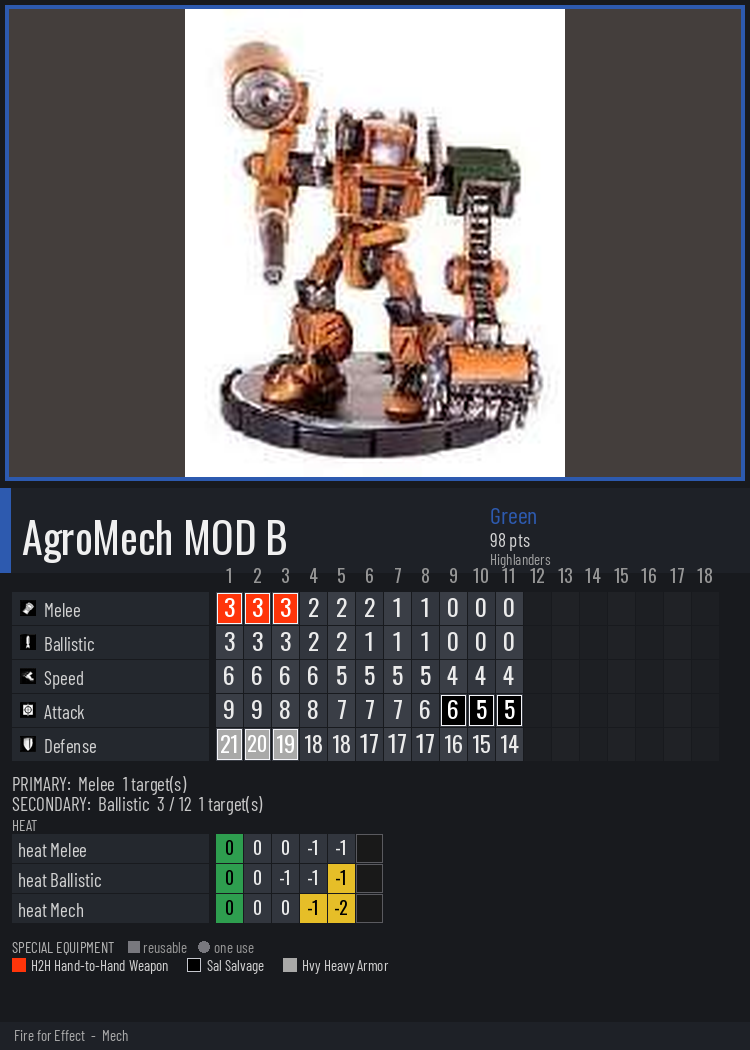 AgroMech MOD B
Green
98 pts
Highlanders
1 2 3 4 5 6 7 8 9 10 11 12 13 14 15 16 17 18
Melee 3 3 3 2 2 2 1 1 0 0 0
Ballistic 3 3 3 2 2 1 1 1 0 0 0
Speed 6 6 6 6 5 5 5 5 4 4 4
Attack 9 9 8 8 7 7 7 6 6 5 5
Defense 21 20 19 18 18 17 17 17 16 15 14
PRIMARY: Melee 1 target(s)
SECONDARY: Ballistic 3 / 12 1 target(s)
HEAT
heat Melee 0 0 0 -1 -1
heat Ballistic 0 0 -1 -1 -1
heat Mech 0 0 0 -1 -2
SPECIAL EQUIPMENT reusable one use
H2H Hand-to-Hand Weapon Sal Salvage Hvy Heavy Armor
Fire for Effect - Mech